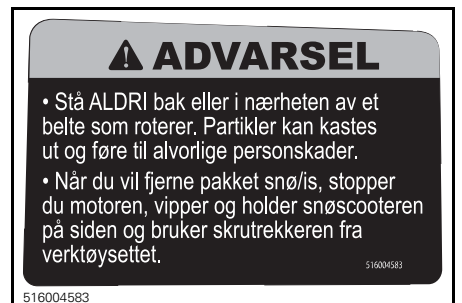 ADVARSEL
• Stå ALDRI bak eller i nærheten av et
belte som roterer. Partikler kan kastes
ut og føre til alvorlige personskader.
• Når du vil fjerne pakket snø/is, stopper
du motoren, vipper og holder snøscooteren
på siden og bruker skrutrekkeren fra
verktøysettet.
516004583
516004583